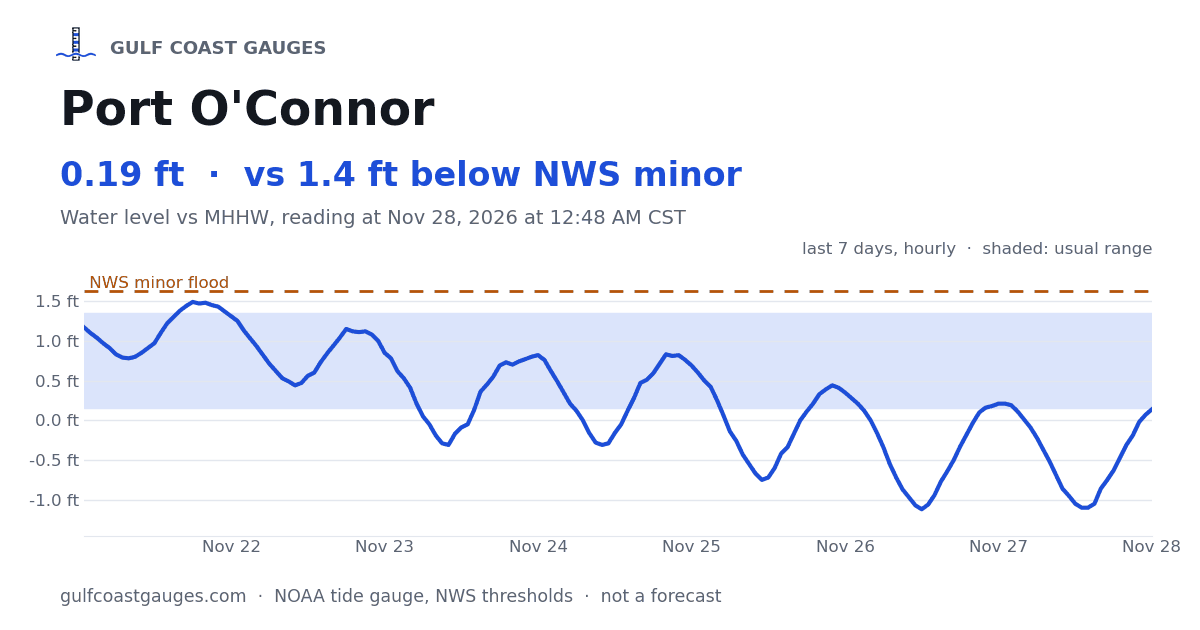 GULF COAST GAUGES
Port O'Connor
0.19 ft · vs 1.4 ft below NWS minor
Water level vs MHHW, reading at Nov 28, 2026 at 12:48 AM CST
last 7 days, hourly · shaded: usual range
NWS minor flood
1.5 ft
1.0 ft
0.5 ft
0.0 ft
-0.5 ft
-1.0 ft
Nov 22 Nov 23 Nov 24 Nov 25 Nov 26 Nov 27 Nov 28
gulfcoastgauges.com · NOAA tide gauge, NWS thresholds · not a forecast